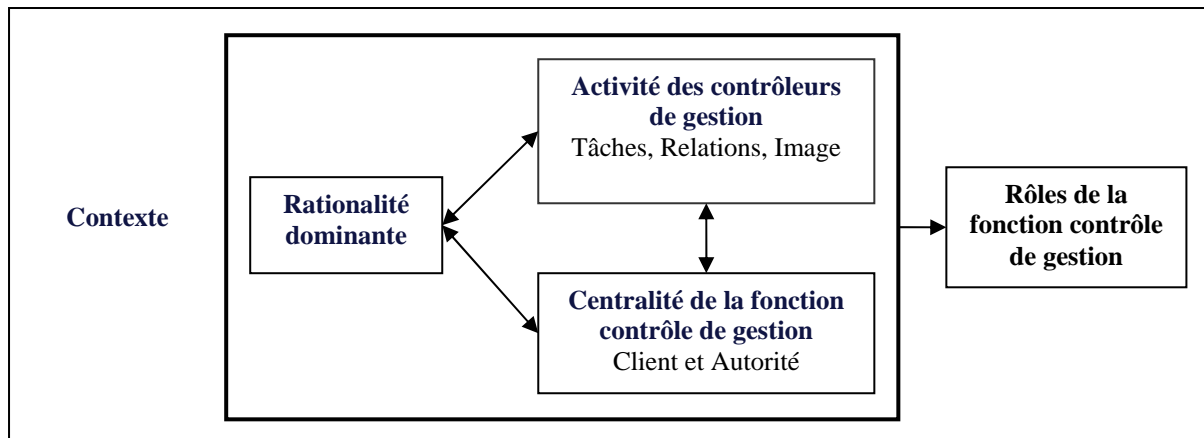 Contexte
Rationalité
dominante
Activité des contrôleurs
de gestion
Tâches, Relations, Image
Centralité de la fonction
contrôle de gestion
Client et Autorité
Rôles de la
fonction contrôle
de gestion